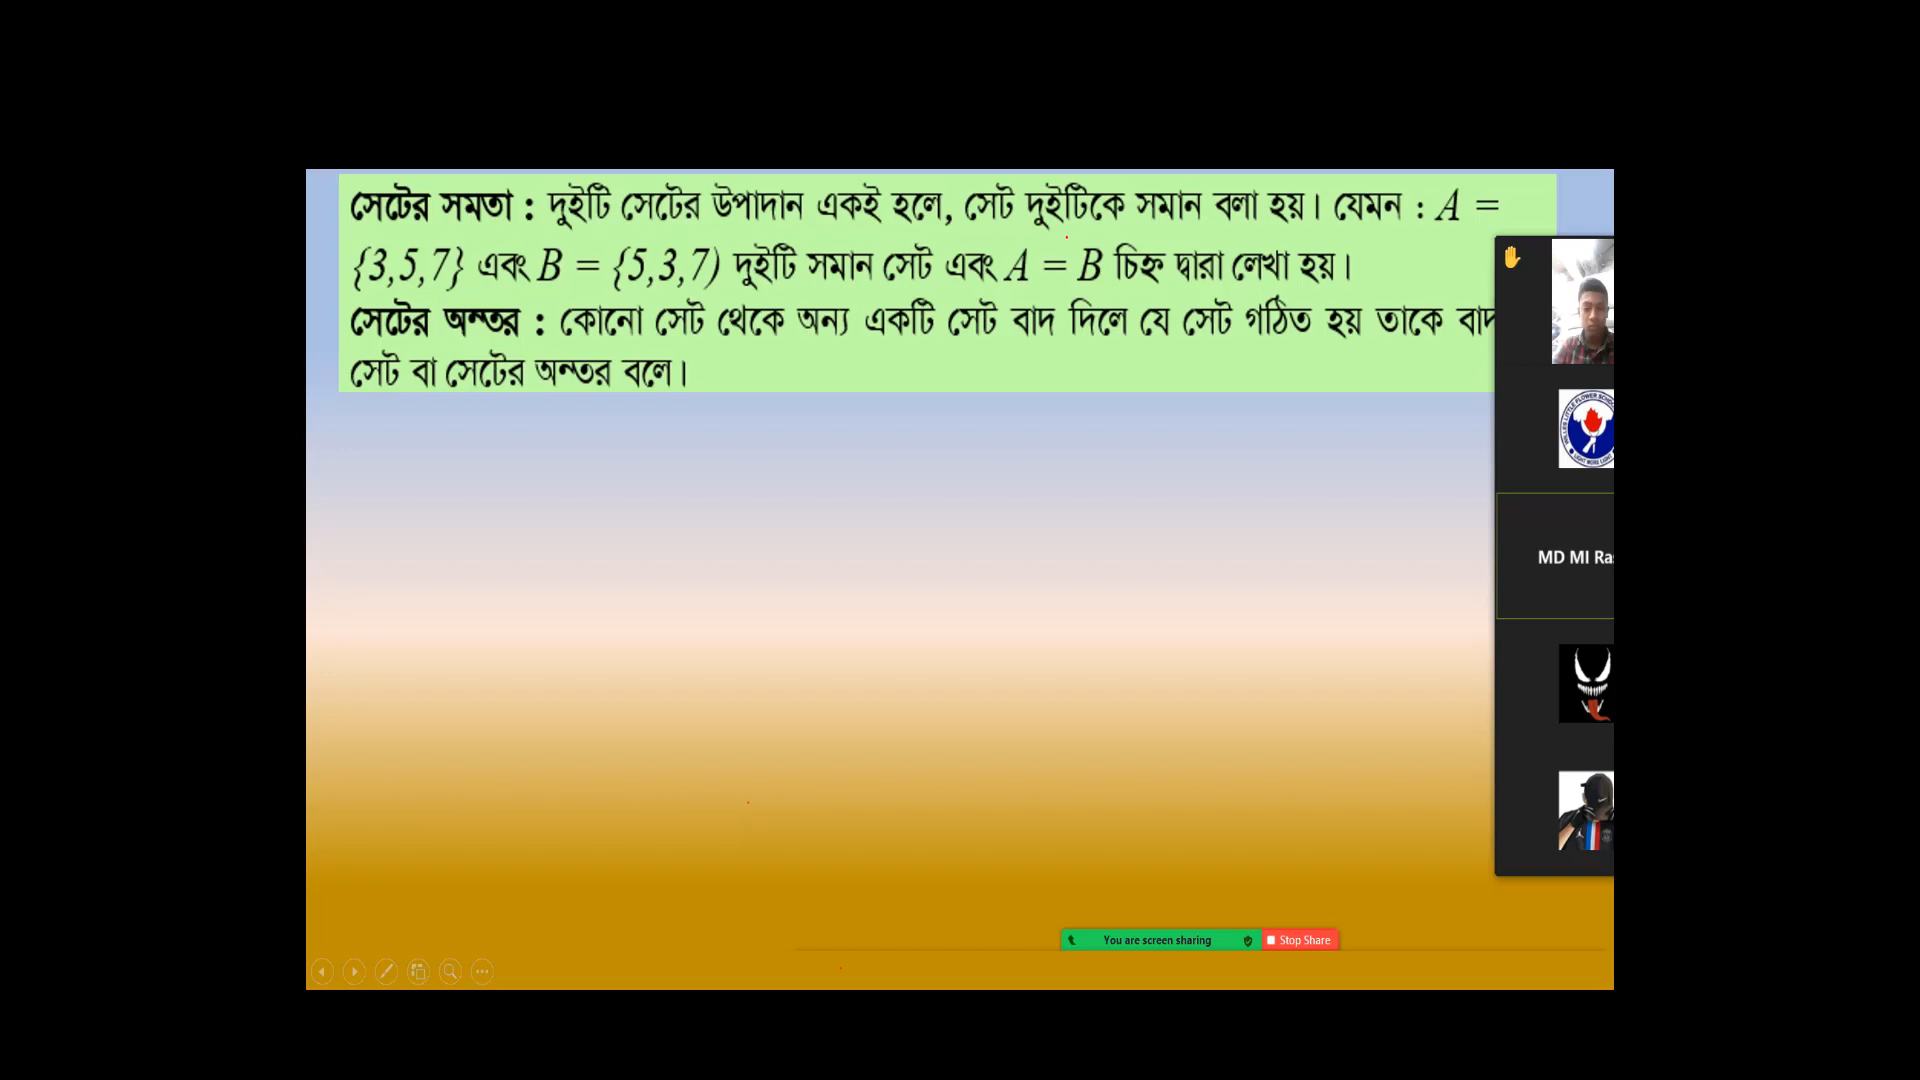 সেটের সমতা : দুইটি সেটের উপাদান একই হলে, সেট দুইটিকে সমান বলা হয়। যেমন : A =
{3,5,7} এবং B = {5,3,7) দুইটি সমান সেট এবং A = B চিহ্ন দ্বারা লেখা হয়।
সেটের অন্তর : কোনো সেট থেকে অন্য একটি সেট বাদ দিলে যে সেট গঠিত হয় তাকে বাদ
সেট বা সেটের অন্তর বলে।
MD MI Ras
You are screen sharing
Stop Share